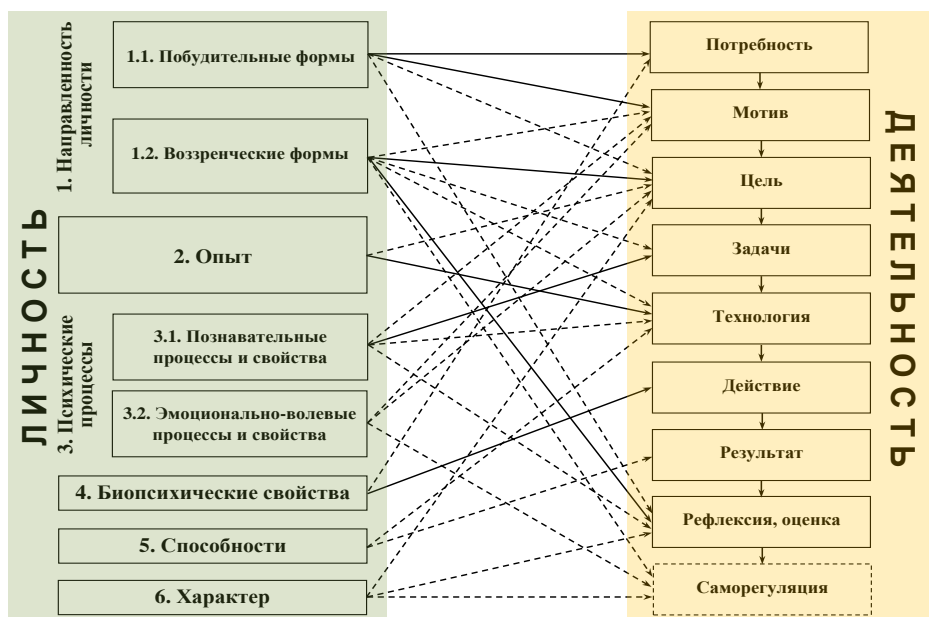 ЛИЧНОСТЬ
1. Направленность
личности
1.1. Побудительные формы
1.2. Воззренческие формы
2. Опыт
3. Психические
процессы
3.1. Познавательные
процессы и свойства
3.2. Эмоционально-волевые
процессы и свойства
4. Биопсихические свойства
5. Способности
6. Характер
Потребность
Мотив
Цель
Задачи
Технология
Действие
Результат
Рефлексия, оценка
Саморегуляция
ДЕЯТЕЛЬНОСТЬ